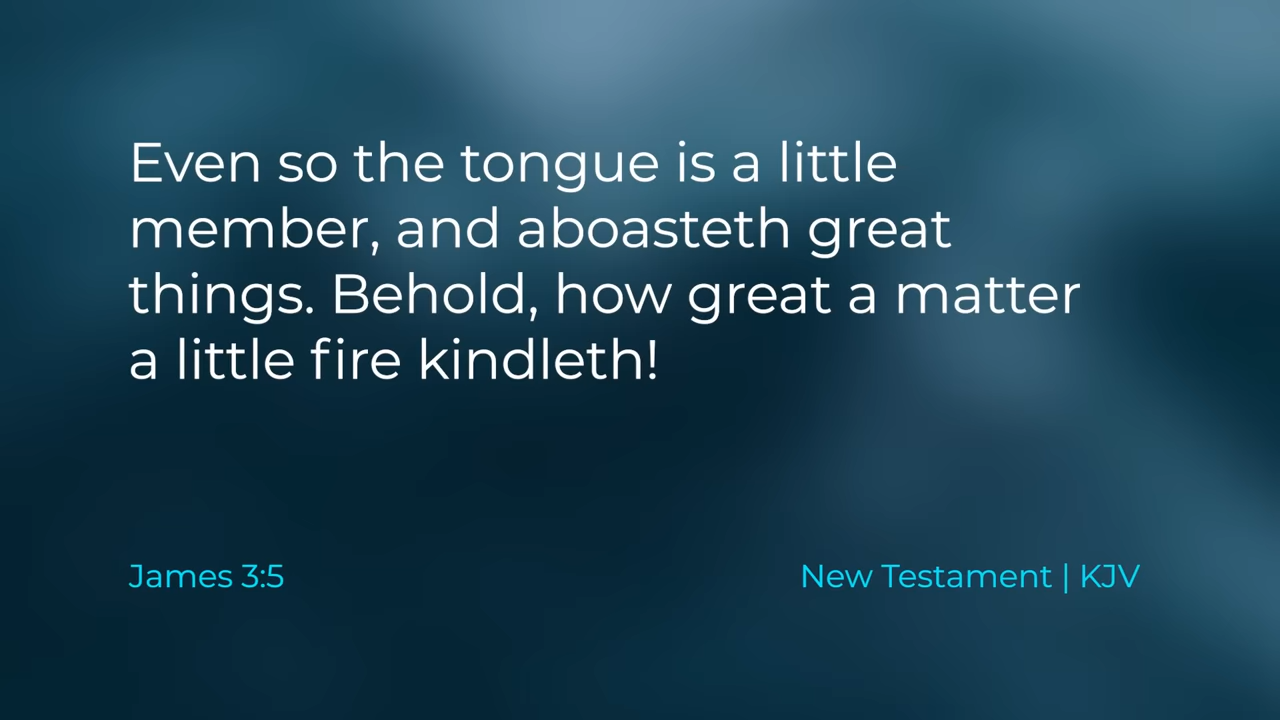 Even so the tongue is a little
member, and aboasteth great
things. Behold, how great a matter
a little fire kindleth!
James 3:5
New Testament | KJV